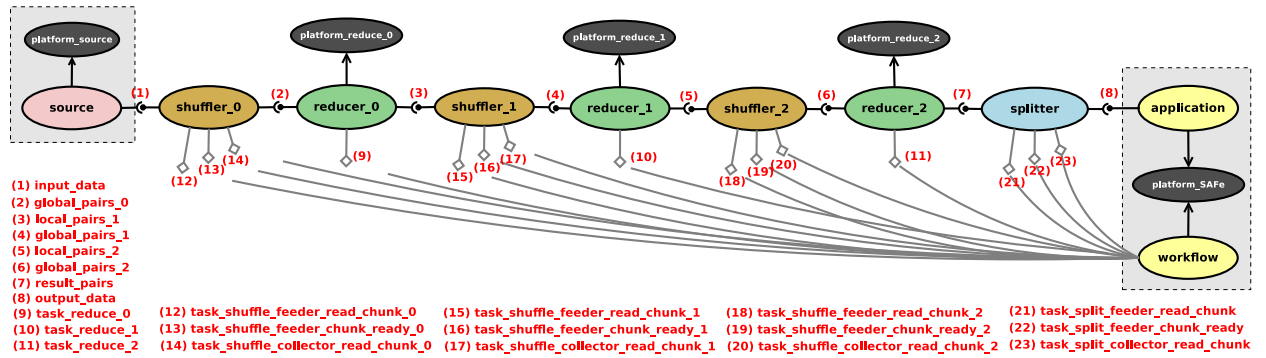 platform_source
platform_reduce_0
platform_reduce_1
platform_reduce_2
source
(1)
shuffler_0
(2)
reducer_0
(3)
shuffler_1
(4)
reducer_1
(5)
shuffler_2
(6)
reducer_2
(7)
splitter
(8)
application
(12)
(13)
(14)
(9)
(15)
(16)
(17)
(10)
(18)
(19)
(20)
(11)
(21)
(22)
(23)
platform_SAFe
workflow
(1) input_data
(2) global_pairs_0
(3) local_pairs_1
(4) global_pairs_1
(5) local_pairs_2
(6) global_pairs_2
(7) result_pairs
(8) output_data
(9) task_reduce_0
(10) task_reduce_1
(11) task_reduce_2
(12) task_shuffle_feeder_read_chunk_0
(13) task_shuffle_feeder_chunk_ready_0
(14) task_shuffle_collector_read_chunk_0
(15) task_shuffle_feeder_read_chunk_1
(16) task_shuffle_feeder_chunk_ready_1
(17) task_shuffle_collector_read_chunk_1
(18) task_shuffle_feeder_read_chunk_2
(19) task_shuffle_feeder_chunk_ready_2
(20) task_shuffle_collector_read_chunk_2
(21) task_split_feeder_read_chunk
(22) task_split_feeder_chunk_ready
(23) task_split_collector_read_chunk